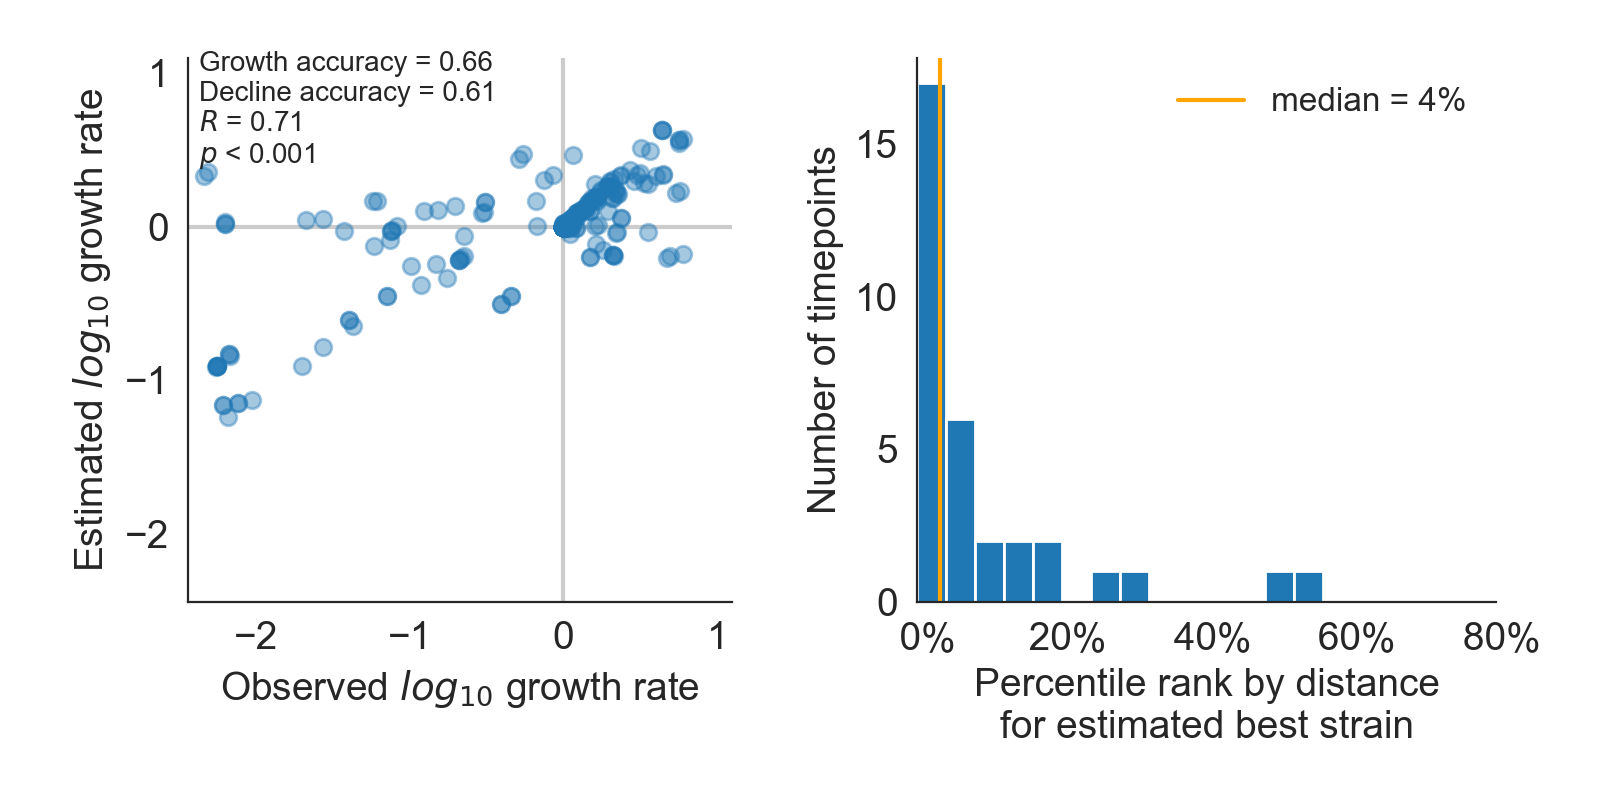 Growth accuracy = 0.66
Decline accuracy = 0.61
R = 0.71
p < 0.001
1
0
−1
−2
Estimated log10 growth rate
−2 −1 0 1
Observed log10 growth rate
median = 4%
15
10
5
0
Number of timepoints
0% 20% 40% 60% 80%
Percentile rank by distance
for estimated best strain